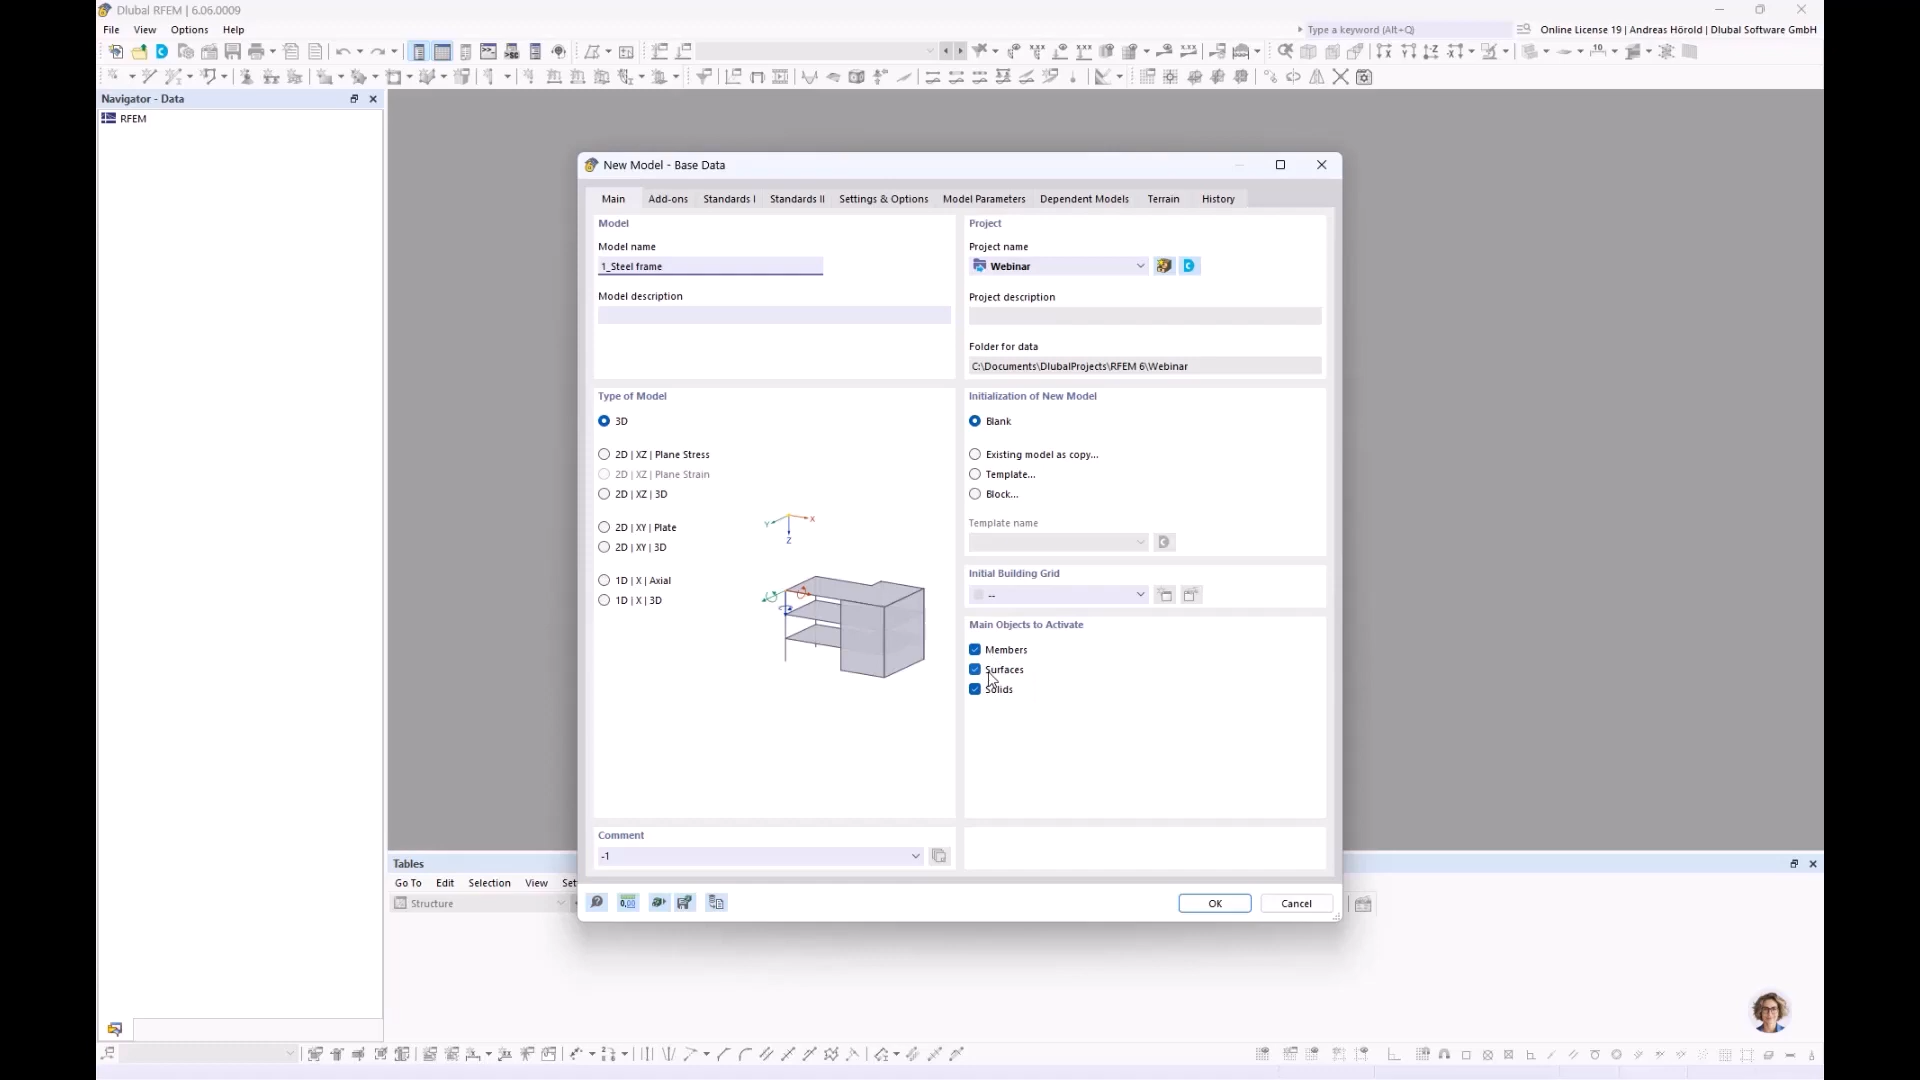 Dlubal RFEM | 6.06.0009
File View Options Help
Type a keyword (Alt+Q)
Online License 19 | Andreas Hörold | Dlubal Software GmbH
Navigator - Data
RFEM
New Model - Base Data
Main Add-ons Standards I Standards II Settings & Options Model Parameters Dependent Models Terrain History
Model
Model name
1_Steel frame
Model description
Project
Project name
Webinar
Project description
Folder for data
C:\Documents\DlubalProjects\RFEM 6\Webinar
Type of Model
3D
2D | XZ | Plane Stress
2D | XZ | Plane Strain
2D | XZ | 3D
2D | XY | Plate
2D | XY | 3D
1D | X | Axial
1D | X | 3D
Y X
Z
Initialization of New Model
Blank
Existing model as copy...
Template...
Block...
Template name
Initial Building Grid
--
Main Objects to Activate
Members
Surfaces
Solids
Comment
-1
OK Cancel
Tables
Go To Edit Selection View Set
Structure